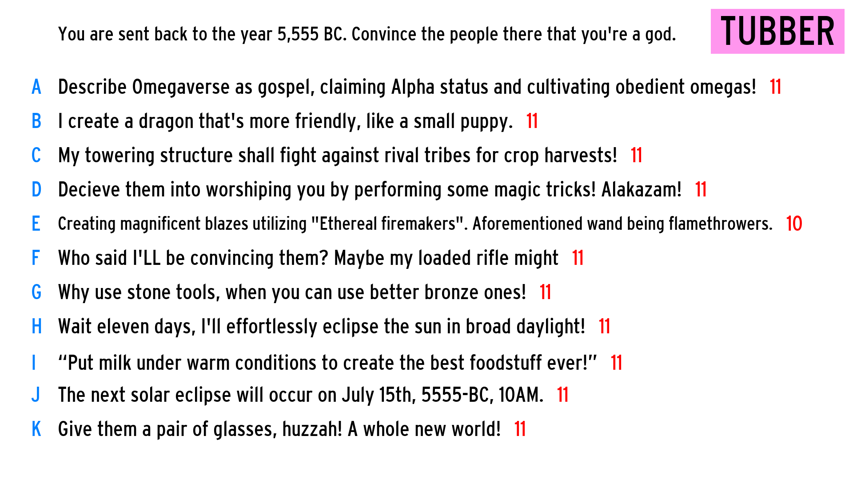 You are sent back to the year 5,555 BC. Convince the people there that you're a god.
TUBBER
A Describe Omegaverse as gospel, claiming Alpha status and cultivating obedient omegas! 11
B I create a dragon that's more friendly, like a small puppy. 11
C My towering structure shall fight against rival tribes for crop harvests! 11
D Decieve them into worshiping you by performing some magic tricks! Alakazam! 11
E Creating magnificent blazes utilizing "Ethereal firemakers". Aforementioned wand being flamethrowers. 10
F Who said I'LL be convincing them? Maybe my loaded rifle might 11
G Why use stone tools, when you can use better bronze ones! 11
H Wait eleven days, I'll effortlessly eclipse the sun in broad daylight! 11
I “Put milk under warm conditions to create the best foodstuff ever!” 11
J The next solar eclipse will occur on July 15th, 5555-BC, 10AM. 11
K Give them a pair of glasses, huzzah! A whole new world! 11